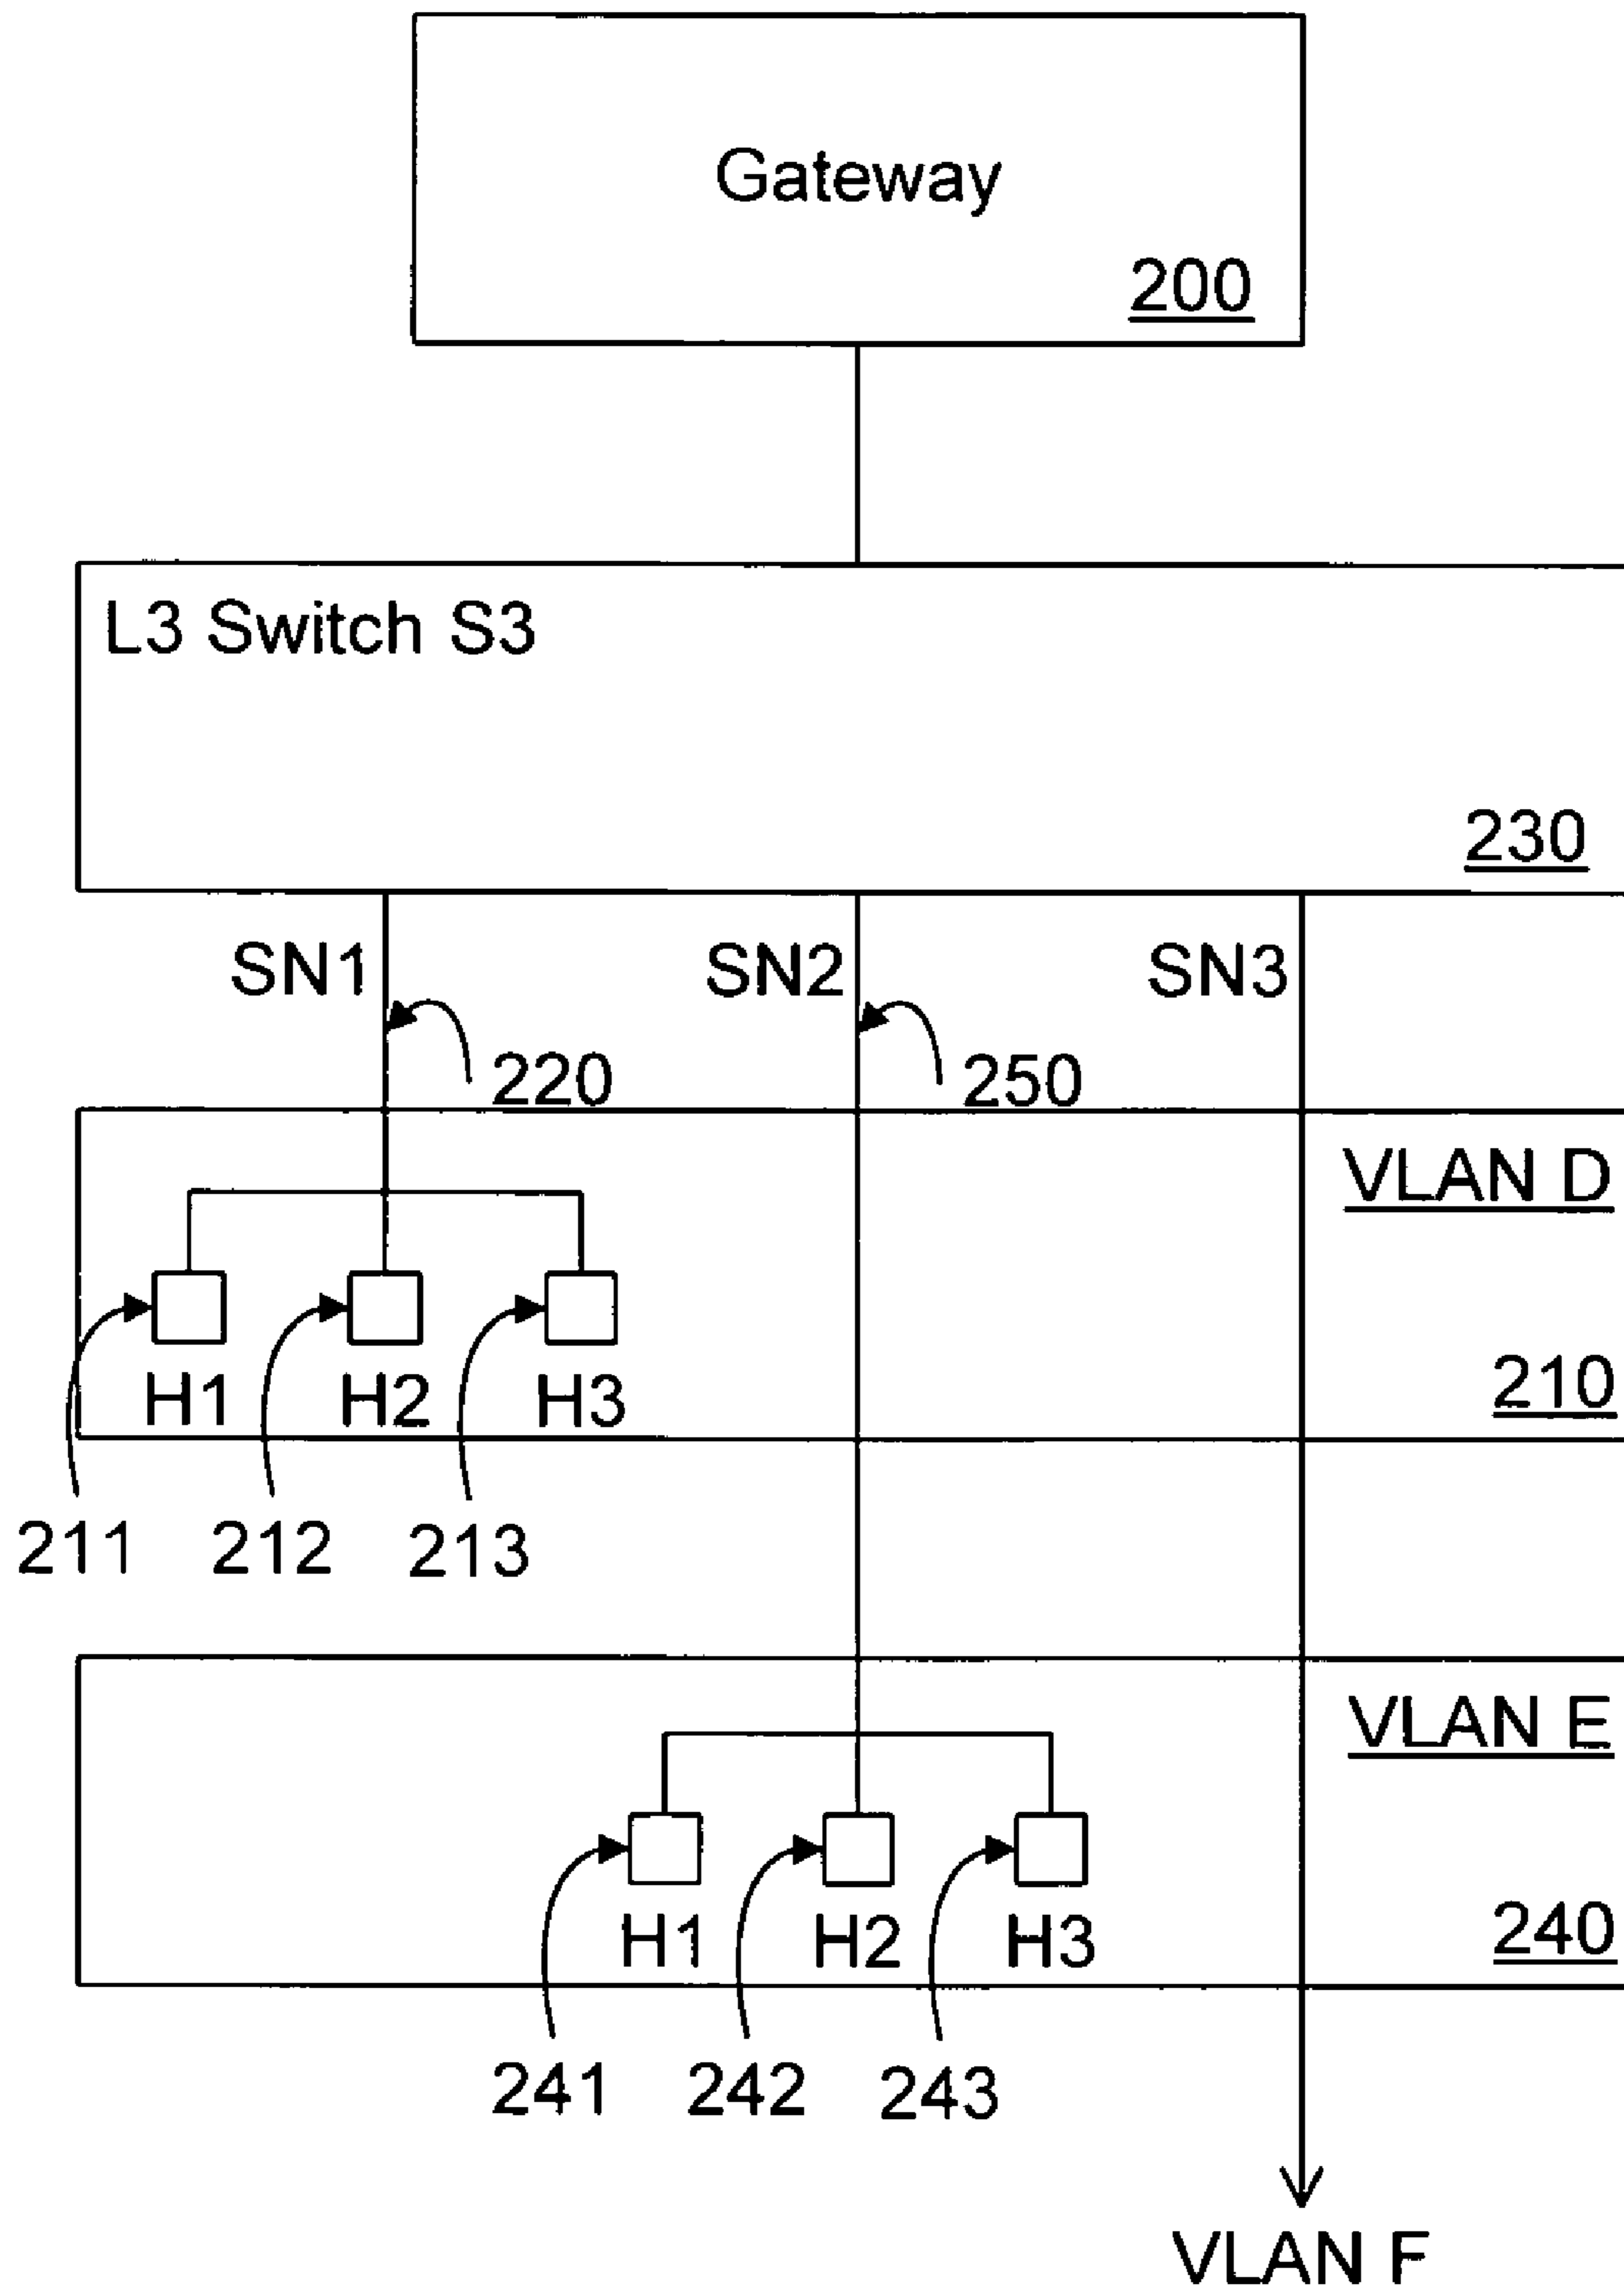 Gateway
200
L3 Switch S3
230
SN1
SN2
SN3
220
250
VLAN D
H1
H2
H3
210
211
212
213
VLAN E
H1
H2
H3
240
241
242
243
VLAN F